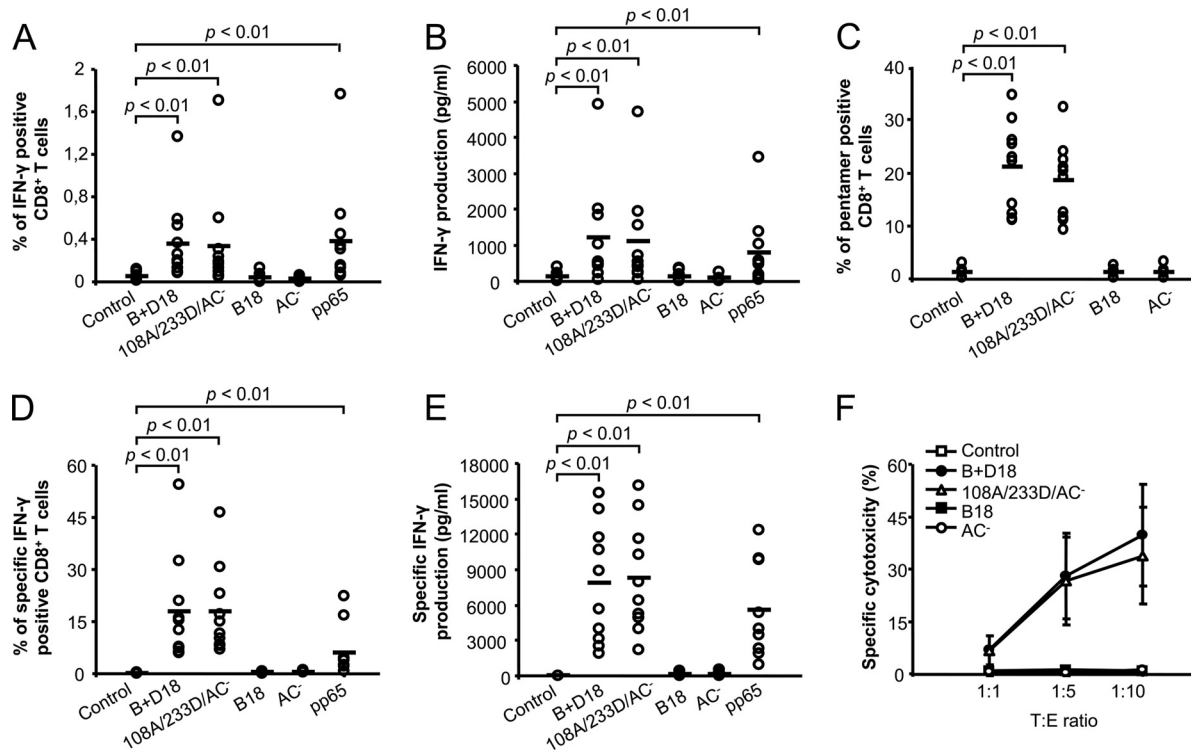 A
p < 0.01
p < 0.01
p < 0.01
% of IFN-γ positive
CD8⁺ T cells
2
1,6
1,2
0.8
0.4
0
Control
B+D18
108A/233D/AC⁻
B18
AC⁻
pp65
B
p < 0.01
p < 0.01
p < 0.01
IFN-γ production (pg/ml)
6000
5000
4000
3000
2000
1000
0
Control
B+D18
108A/233D/AC⁻
B18
AC⁻
pp65
C
p < 0.01
p < 0.01
% of pentamer positive
CD8⁺ T cells
40
30
20
10
0
Control
B+D18
108A/233D/AC⁻
B18
AC⁻
D
p < 0.01
p < 0.01
p < 0.01
% of specific IFN-γ
positive CD8⁺ T cells
60
45
30
15
0
Control
B+D18
108A/233D/AC⁻
B18
AC⁻
pp65
E
p < 0.01
p < 0.01
p < 0.01
Specific IFN-γ
production (pg/ml)
18000
15000
12000
9000
6000
3000
0
Control
B+D18
108A/233D/AC⁻
B18
AC⁻
pp65
F
Control
B+D18
108A/233D/AC⁻
B18
AC⁻
Specific cytotoxicity (%)
60
45
30
15
0
1:1
1:5
1:10
T:E ratio